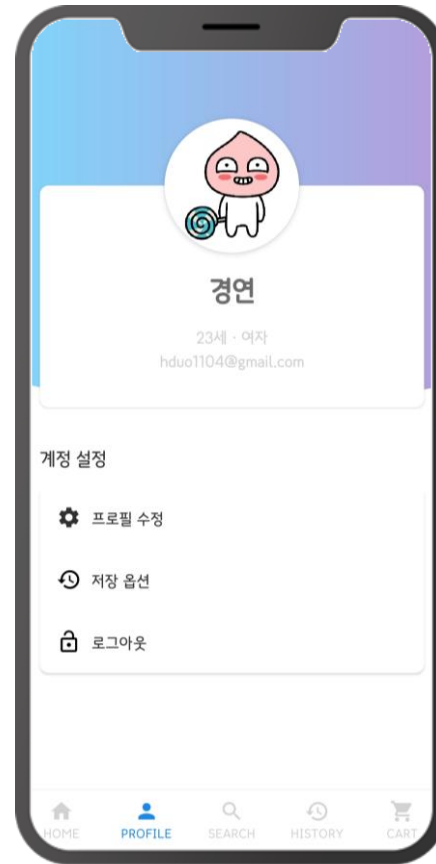 경연
23세 · 여자
hduo1104@gmail.com
계정 설정
프로필 수정
저장 옵션
로그아웃
HOME PROFILE SEARCH HISTORY CART